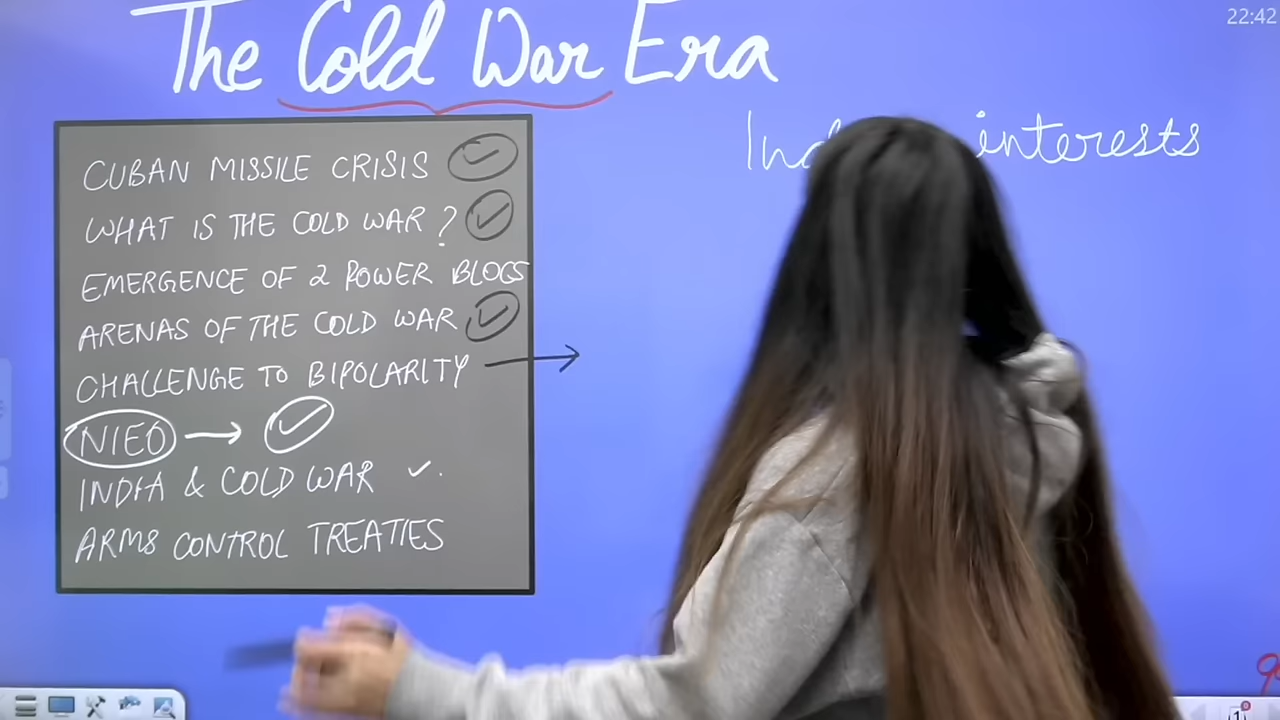 22:42
The Cold War Era
interests
CUBAN MISSILE CRISIS
WHAT IS THE COLD WAR ?
EMERGENCE OF 2 POWER BLOCS
ARENAS OF THE COLD WAR
CHALLENGE TO BIPOLARITY
NIEO
INDIA & COLD WAR
ARMS CONTROL TREATIES